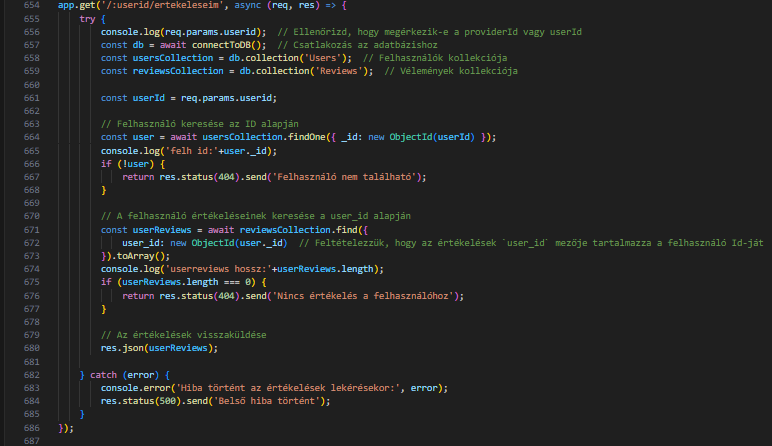 654 app.get('/:userid/ertekeleseim', async (req, res) => {
655 try {
656 console.log(req.params.userid); // Ellenőrizd, hogy megérkezik-e a providerId vagy userId
657 const db = await connectToDB(); // Csatlakozás az adatbázishoz
658 const usersCollection = db.collection('Users'); // Felhasználók kollekciója
659 const reviewsCollection = db.collection('Reviews'); // Vélemények kollekciója
660
661 const userId = req.params.userid;
662
663 // Felhasználó keresése az ID alapján
664 const user = await usersCollection.findOne({ _id: new ObjectId(userId) });
665 console.log('felh id:'+user._id);
666 if (!user) {
667 return res.status(404).send('Felhasználó nem található');
668 }
669
670 // A felhasználó értékeléseinek keresése a user_id alapján
671 const userReviews = await reviewsCollection.find({
672 user_id: new ObjectId(user._id) // Feltételezzük, hogy az értékelések `user_id` mezője tartalmazza a felhasználó Id-ját
673 }).toArray();
674 console.log('userreviews hossz:'+userReviews.length);
675 if (userReviews.length === 0) {
676 return res.status(404).send('Nincs értékelés a felhasználóhoz');
677 }
678
679 // Az értékelések visszaküldése
680 res.json(userReviews);
681
682 } catch (error) {
683 console.error('Hiba történt az értékelések lekérésekor:', error);
684 res.status(500).send('Belső hiba történt');
685 }
686 });
687